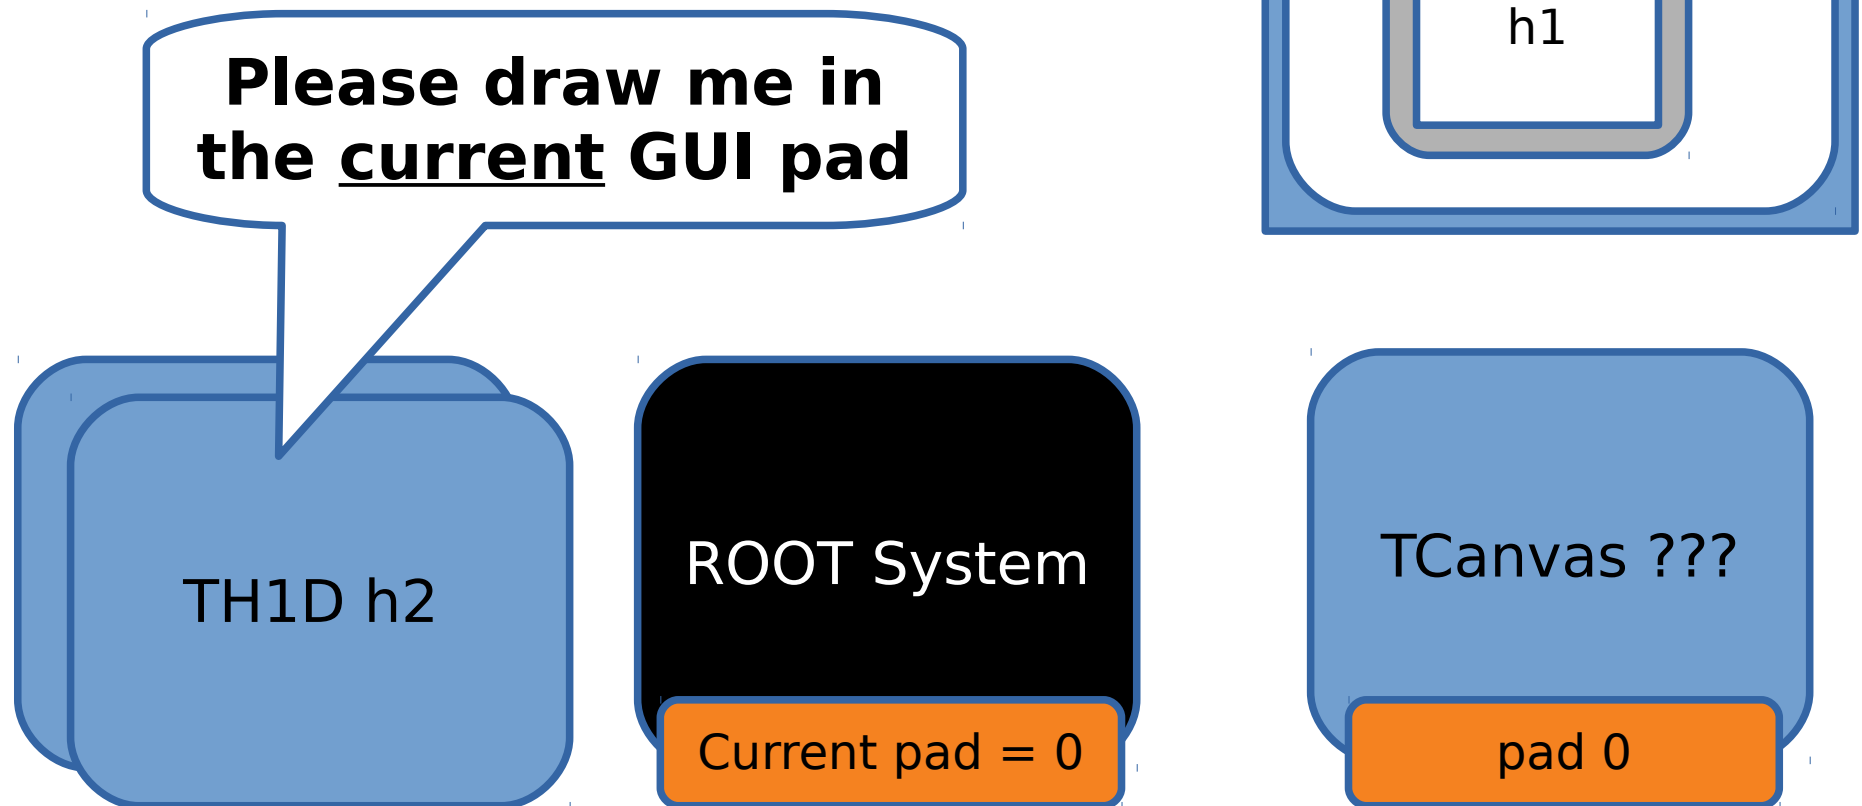 Please draw me in
the current GUI pad
h1
TH1D h2
ROOT System
TCanvas ???
Current pad = 0
pad 0